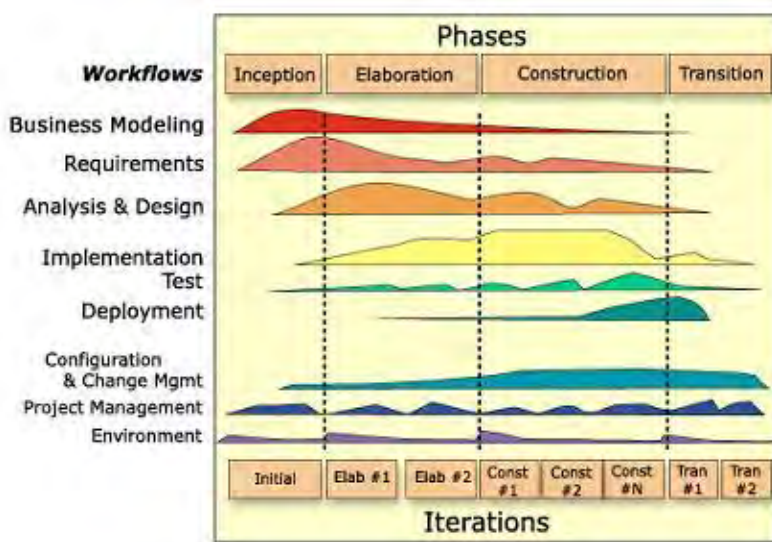 Phases
Workflows
Inception
Elaboration
Construction
Transition
Business Modeling
Requirements
Analysis & Design
Implementation
Test
Deployment
Configuration
& Change Mgmt
Project Management
Environment
Initial
Elab #1
Elab #2
Const
#1
Const
#2
Const
#N
Tran
#1
Tran
#2
Iterations